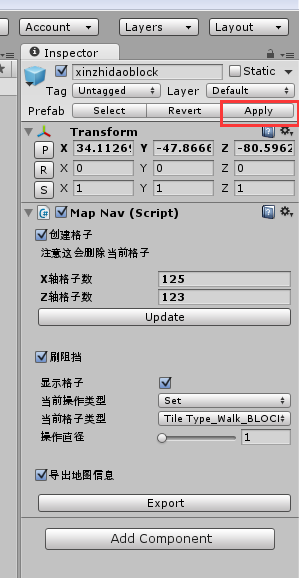 Account Layers Layout
Inspector
xinzhidaoblock Static
Tag Untagged Layer Default
Prefab Select Revert Apply
Transform
P X 34.1126 Y -47.8666 Z -80.5962
R X 0 Y 0 Z 0
S X 1 Y 1 Z 1
Map Nav (Script)
创建格子
注意这会删除当前格子
X轴格子数 125
Z轴格子数 123
Update
刷阻挡
显示格子
当前操作类型 Set
当前格子类型 Tile Type_Walk_BLOCI
操作直径 1
导出地图信息
Export
Add Component